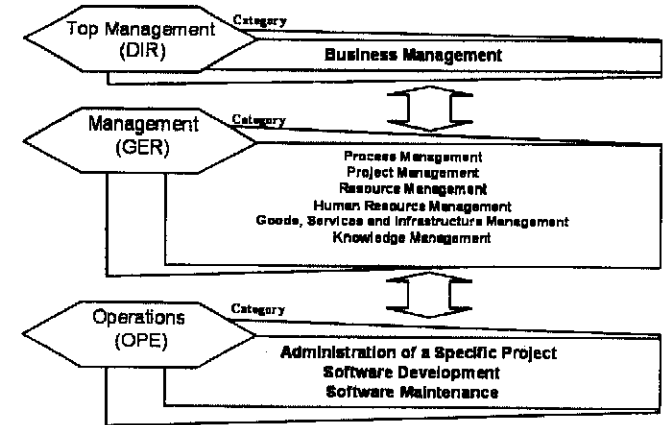 Top Management
(DIR)
Category
Business Management
Management
(GER)
Category
Process Management
Project Management
Resource Management
Human Resource Management
Goods, Services and Infrastructure Management
Knowledge Management
Operations
(OPE)
Category
Administration of a Specific Project
Software Development
Software Maintenance